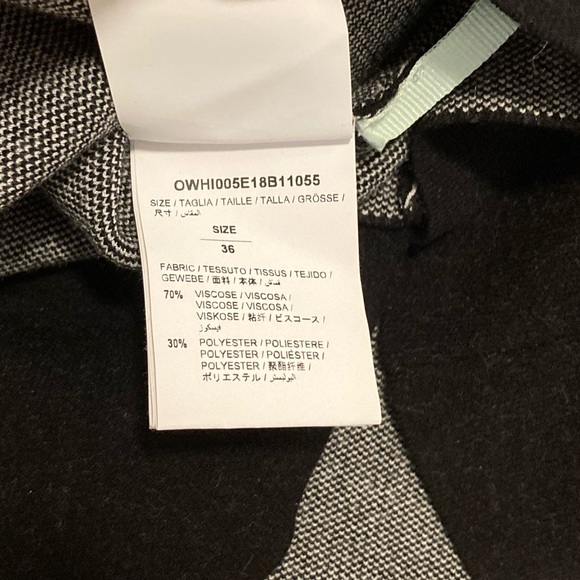 OWHI005E18B11055
SIZE / TAGLIA / TAILLE / TALLA / GRÖSSE /
尺寸 / المقاس
SIZE
36
FABRIC / TESSUTO / TISSUS / TEJIDO /
GEWEBE / 面料 / 本体 / قماش
70% VISCOSE / VISCOSA /
VISCOSE / VISCOSA /
VISKOSE / 粘纤 / ビスコース /
فيسكوز
30% POLYESTER / POLIESTERE /
POLYESTER / POLIÉSTER /
POLYESTER / 聚酯纤维 /
ポリエステル / البوليستر